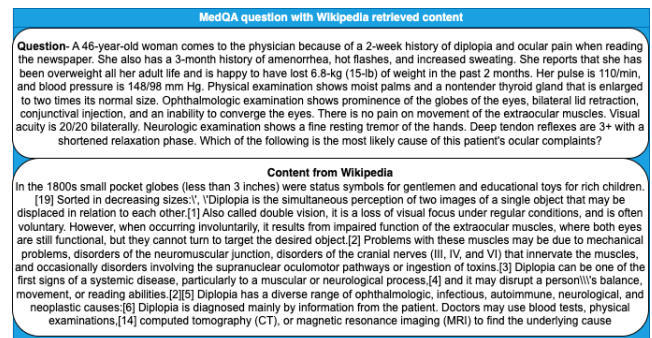 MedQA question with Wikipedia retrieved content
Question- A 46-year-old woman comes to the physician because of a 2-week history of diplopia and ocular pain when reading
the newspaper. She also has a 3-month history of amenorrhea, hot flashes, and increased sweating. She reports that she has
been overweight all her adult life and is happy to have lost 6.8-kg (15-lb) of weight in the past 2 months. Her pulse is 110/min,
and blood pressure is 148/98 mm Hg. Physical examination shows moist palms and a nontender thyroid gland that is enlarged
to two times its normal size. Ophthalmologic examination shows prominence of the globes of the eyes, bilateral lid retraction,
conjunctival injection, and an inability to converge the eyes. There is no pain on movement of the extraocular muscles. Visual
acuity is 20/20 bilaterally. Neurologic examination shows a fine resting tremor of the hands. Deep tendon reflexes are 3+ with a
shortened relaxation phase. Which of the following is the most likely cause of this patient's ocular complaints?
Content from Wikipedia
In the 1800s small pocket globes (less than 3 inches) were status symbols for gentlemen and educational toys for rich children.
[19] Sorted in decreasing sizes:\', \'Diplopia is the simultaneous perception of two images of a single object that may be
displaced in relation to each other.[1] Also called double vision, it is a loss of visual focus under regular conditions, and is often
voluntary. However, when occurring involuntarily, it results from impaired function of the extraocular muscles, where both eyes
are still functional, but they cannot turn to target the desired object.[2] Problems with these muscles may be due to mechanical
problems, disorders of the neuromuscular junction, disorders of the cranial nerves (III, IV, and VI) that innervate the muscles,
and occasionally disorders involving the supranuclear oculomotor pathways or ingestion of toxins.[3] Diplopia can be one of the
first signs of a systemic disease, particularly to a muscular or neurological process,[4] and it may disrupt a person\\\'s balance,
movement, or reading abilities.[2][5] Diplopia has a diverse range of ophthalmologic, infectious, autoimmune, neurological, and
neoplastic causes:[6] Diplopia is diagnosed mainly by information from the patient. Doctors may use blood tests, physical
examinations,[14] computed tomography (CT), or magnetic resonance imaging (MRI) to find the underlying cause